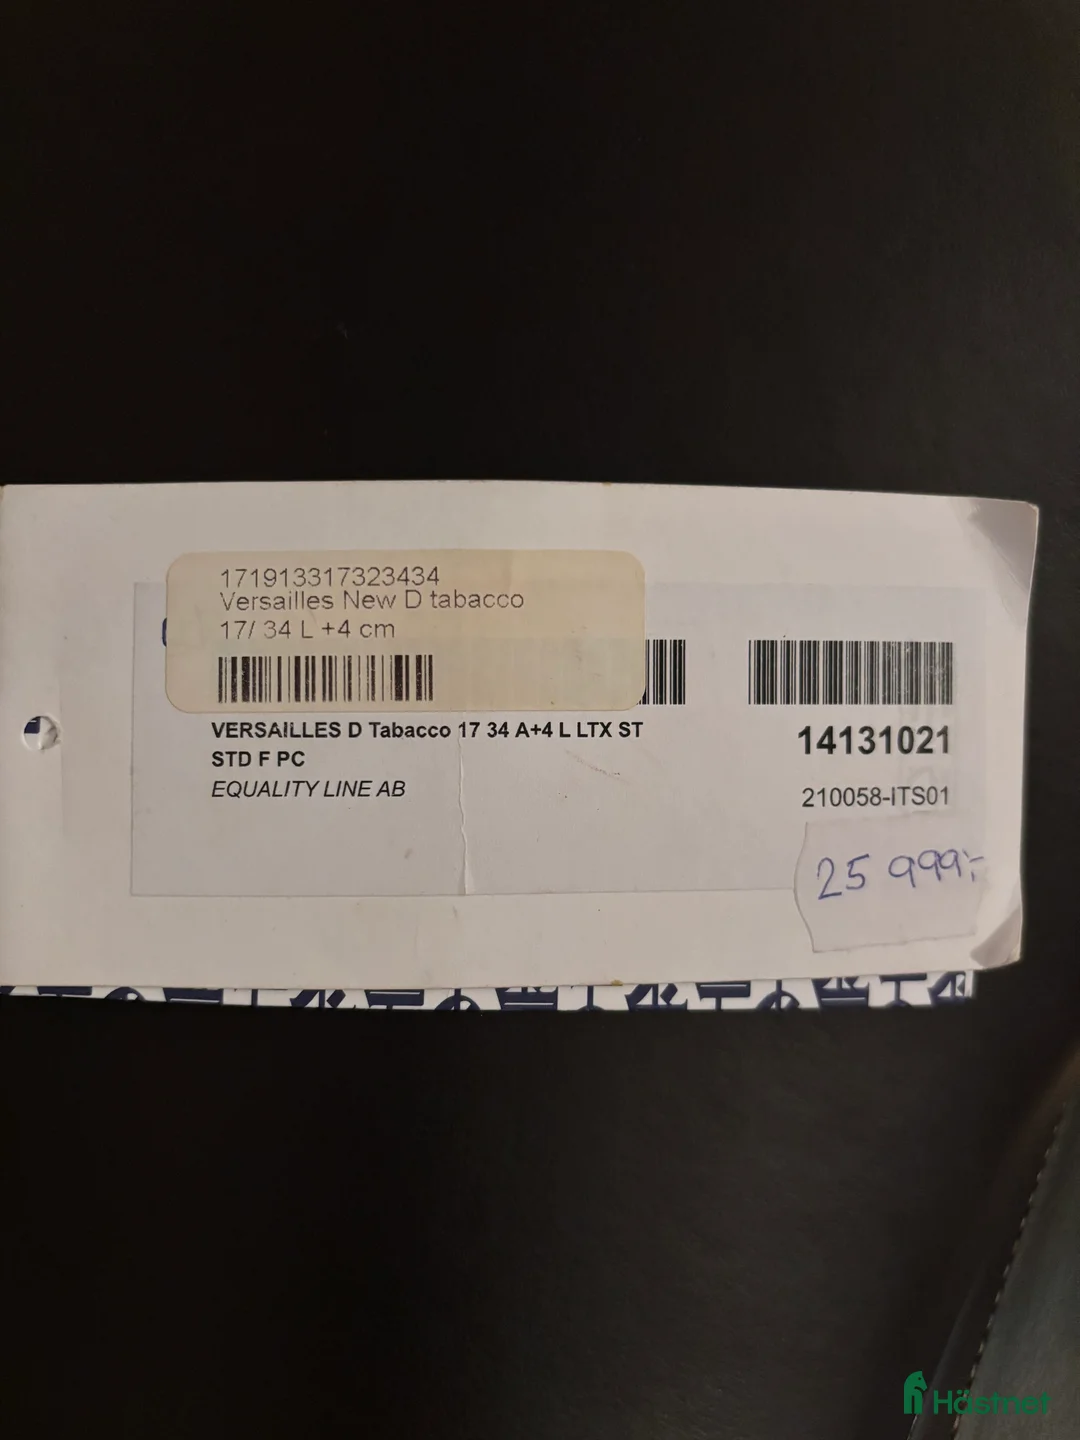 171913317323434
Versailles New D tabacco
17/ 34 L +4 cm
VERSAILLES D Tabacco 17 34 A+4 L LTX ST
STD F PC
EQUALITY LINE AB
14131021
210058-ITS01
25 999:-
Hästnet